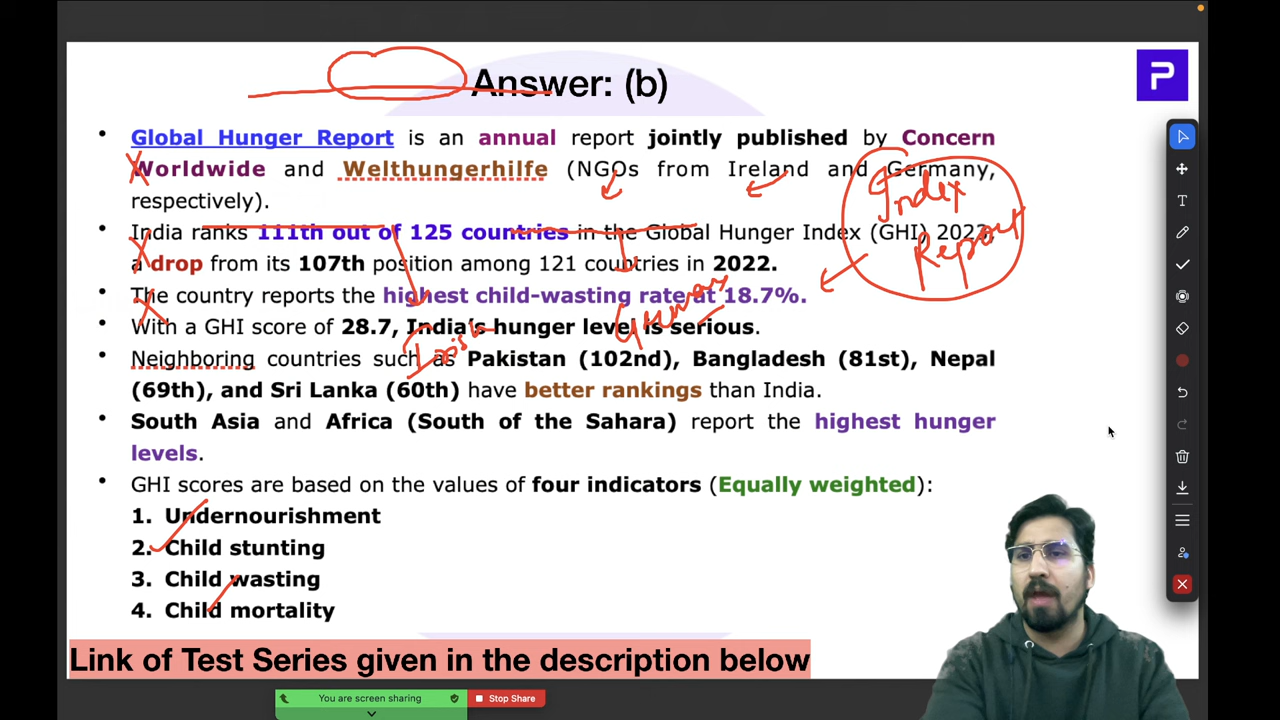 Answer: (b)
P
• Global Hunger Report is an annual report jointly published by Concern
Worldwide and Welthungerhilfe (NGOs from Ireland and Germany,
respectively).
• India ranks 111th out of 125 countries in the Global Hunger Index (GHI) 2023,
a drop from its 107th position among 121 countries in 2022.
• The country reports the highest child-wasting rate at 18.7%.
• With a GHI score of 28.7, India's hunger level is serious.
• Neighboring countries such as Pakistan (102nd), Bangladesh (81st), Nepal
(69th), and Sri Lanka (60th) have better rankings than India.
• South Asia and Africa (South of the Sahara) report the highest hunger
levels.
• GHI scores are based on the values of four indicators (Equally weighted):
1. Undernourishment
2. Child stunting
3. Child wasting
4. Child mortality
Index
Report
Irish
German
Link of Test Series given in the description below
You are screen sharing
Stop Share
T